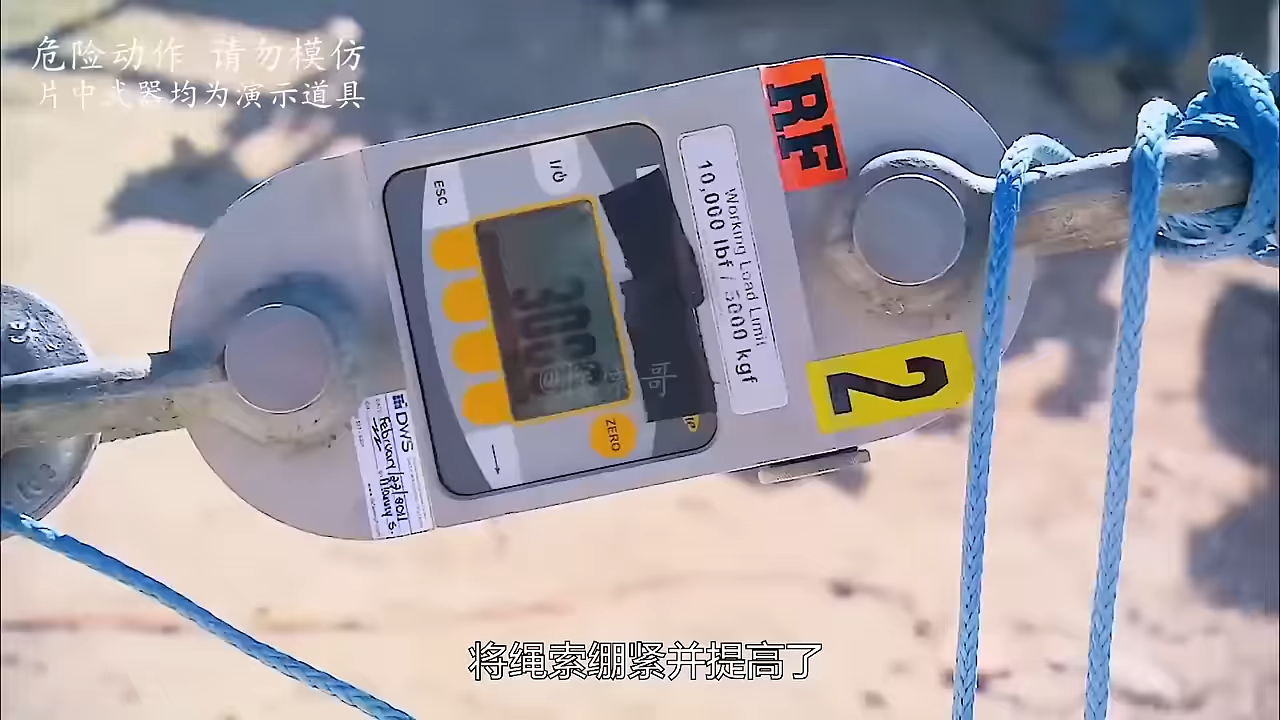 危险动作 请勿模仿
片中武器均为演示道具
RF
Working Load Limit
10,000 lbf / 5000 kgf
I/
ESC
ZERO
2
DWS
February
将绳索绷紧并提高了